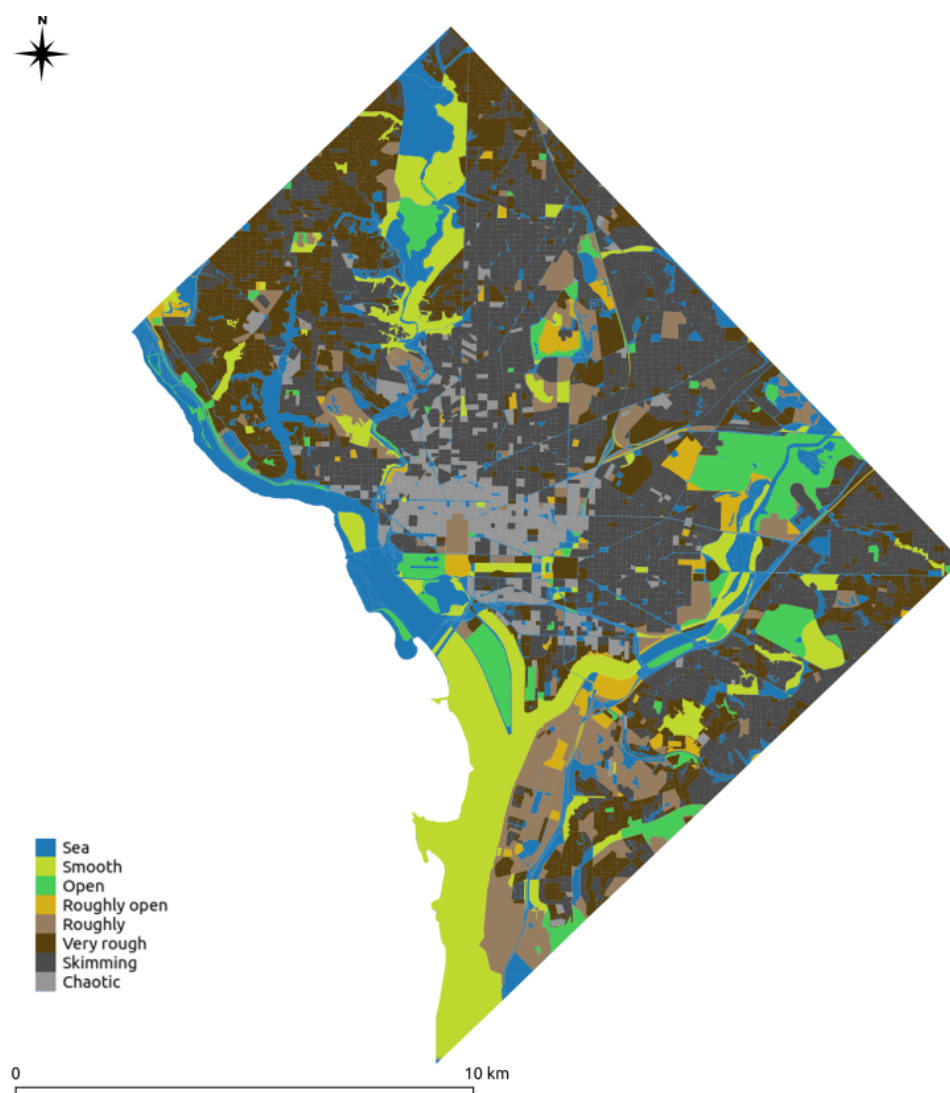 N
Sea
Smooth
Open
Roughly open
Roughly
Very rough
Skimming
Chaotic
0 10 km